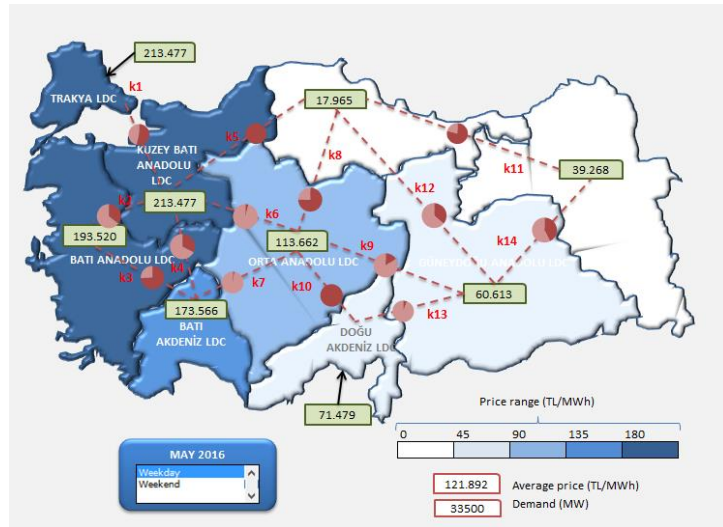 213.477
k1
TRAKYA LDC
17.965
KUZEY BATI
ANADOLU
LDC
k5
k8
k11
39.268
k12
213.477
k6
193.520
BATI ANADOLU LDC
113.662
ORTA ANADOLU LDC
k9
k14
k3
k4
k7
k10
60.613
173.566
BATI
AKDENİZ LDC
DOĞU
AKDENİZ LDC
k13
71.479
Price range (TL/MWh)
0 45 90 135 180
MAY 2016
Weekday
Weekend
121.892 Average price (TL/MWh)
33500 Demand (MW)